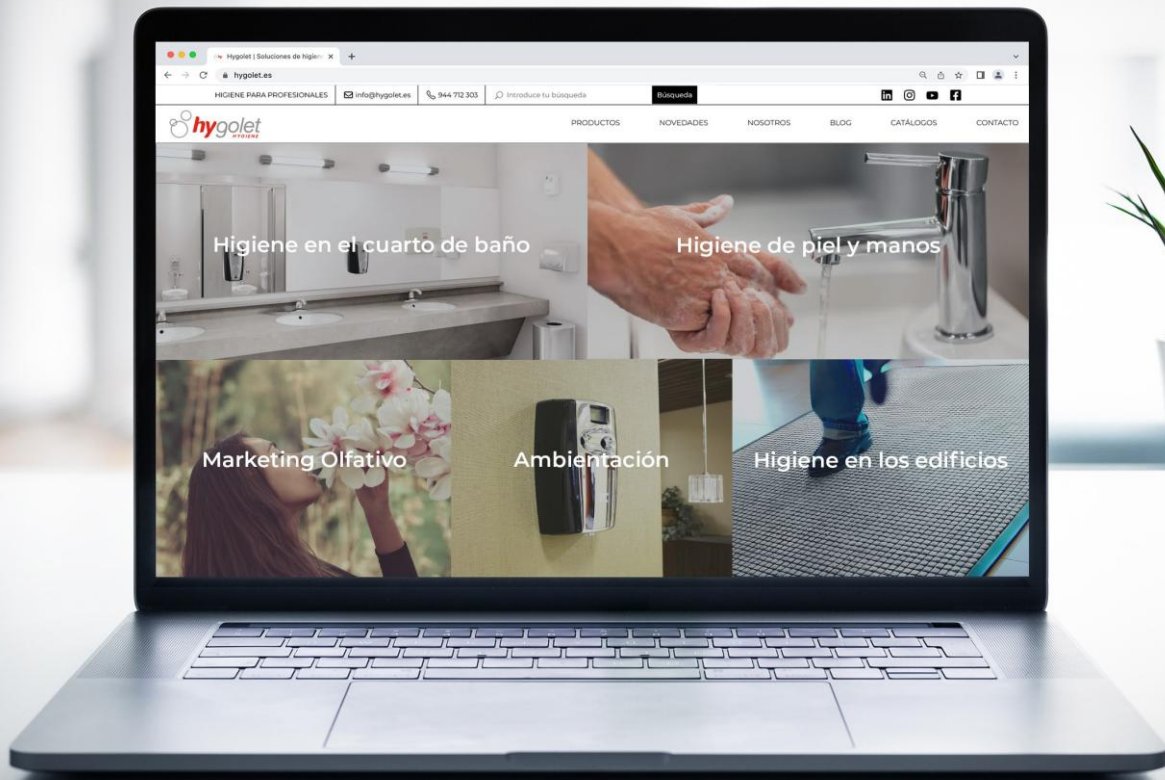 Hygolet | Soluciones de higien
hygolet.es
HIGIENE PARA PROFESIONALES
info@hygolet.es
944 712 303
Introduce tu búsqueda
Búsqueda
hygolet
HYGIENE
PRODUCTOS
NOVEDADES
NOSOTROS
BLOG
CATÁLOGOS
CONTACTO
Higiene en el cuarto de baño
Higiene de piel y manos
Marketing Olfativo
Ambientación
Higiene en los edificios